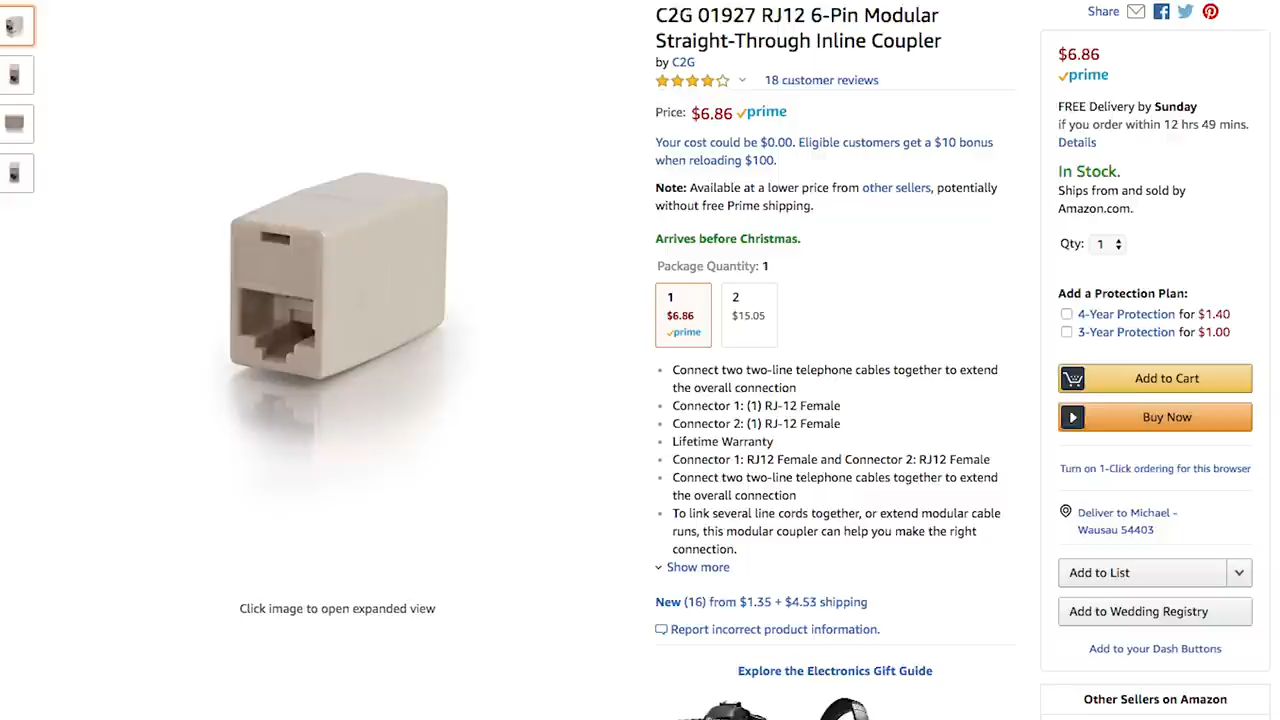 C2G 01927 RJ12 6-Pin Modular
Straight-Through Inline Coupler
by C2G
18 customer reviews
Price: $6.86 prime
Your cost could be $0.00. Eligible customers get a $10 bonus
when reloading $100.
Note: Available at a lower price from other sellers, potentially
without free Prime shipping.
Arrives before Christmas.
Package Quantity: 1
1
$6.86
prime
2
$15.05
Connect two two-line telephone cables together to extend
the overall connection
Connector 1: (1) RJ-12 Female
Connector 2: (1) RJ-12 Female
Lifetime Warranty
Connector 1: RJ12 Female and Connector 2: RJ12 Female
Connect two two-line telephone cables together to extend
the overall connection
To link several line cords together, or extend modular cable
runs, this modular coupler can help you make the right
connection.
Show more
New (16) from $1.35 + $4.53 shipping
Report incorrect product information.
Explore the Electronics Gift Guide
Click image to open expanded view
Share
$6.86
prime
FREE Delivery by Sunday
if you order within 12 hrs 49 mins.
Details
In Stock.
Ships from and sold by
Amazon.com.
Qty: 1
Add a Protection Plan:
4-Year Protection for $1.40
3-Year Protection for $1.00
Add to Cart
Buy Now
Turn on 1-Click ordering for this browser
Deliver to Michael -
Wausau 54403
Add to List
Add to Wedding Registry
Add to your Dash Buttons
Other Sellers on Amazon